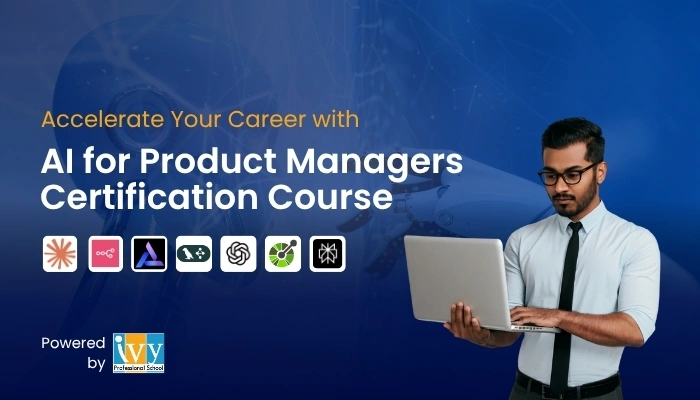 Accelerate Your Career with
AI for Product Managers
Certification Course
Powered
by
ivy
Professional School